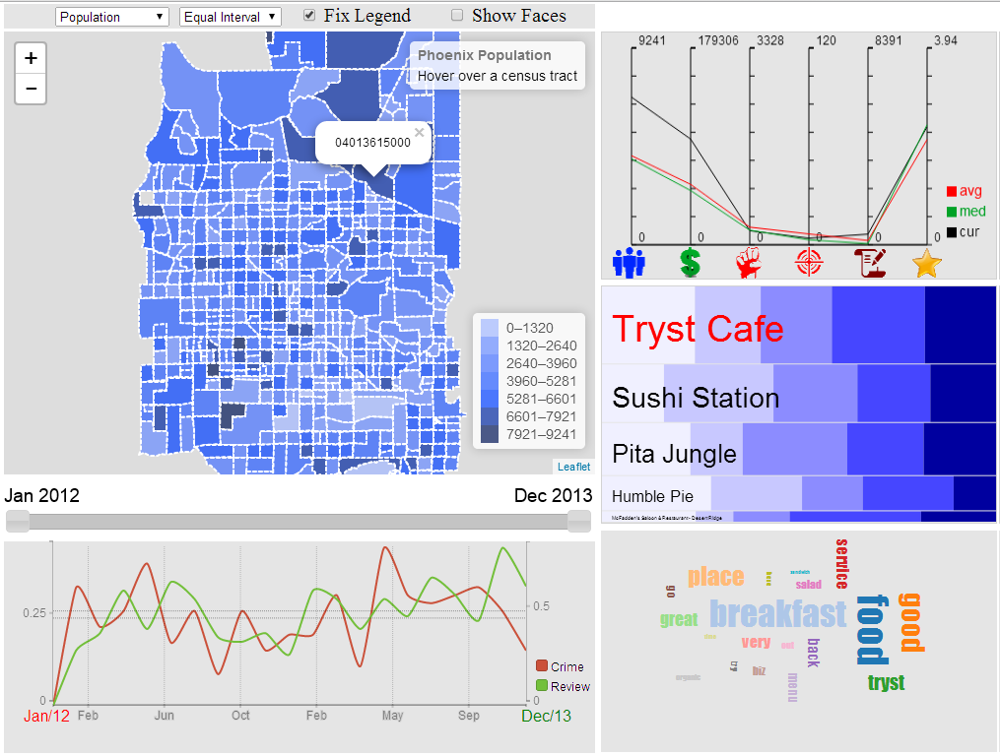 Population Equal Interval Fix Legend Show Faces
+
−
Phoenix Population
Hover over a census tract
04013615000 ×
0–1320
1320–2640
2640–3960
3960–5281
5281–6601
6601–7921
7921–9241
Leaflet
Jan 2012 Dec 2013
0.25
0
0.5
0
Crime
Review
Jan/12 Feb Jun Oct Feb May Sep Dec/13
9241 179306 3328 120 8391 3.94
avg
med
cur
0 0 0 0 0 0
Tryst Cafe
Sushi Station
Pita Jungle
Humble Pie
McFadden's Saloon & Restaurant - Desert Ridge
service
place
sandwich
salad
go
breakfast
great
food
good
very
back
try
biz
menu
organic
tryst